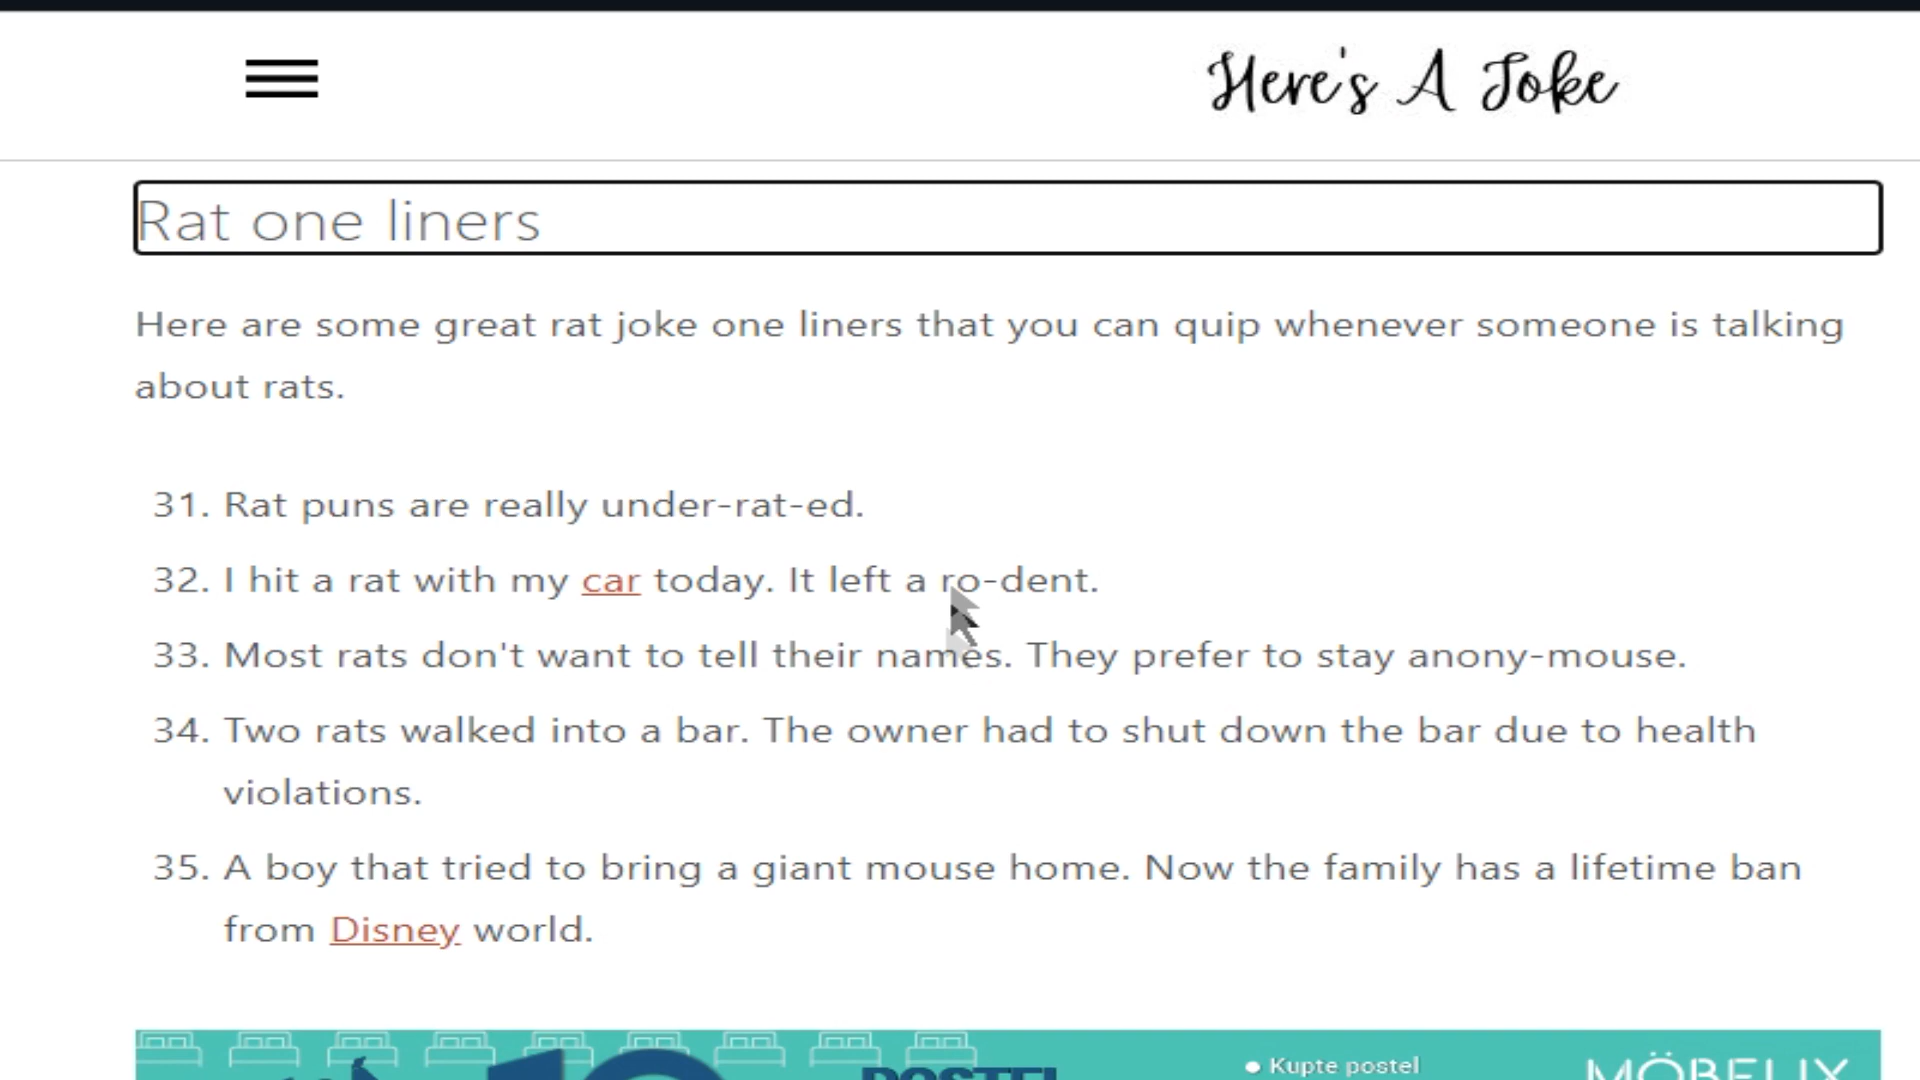 Here's A Joke
Rat one liners
Here are some great rat joke one liners that you can quip whenever someone is talking
about rats.
31. Rat puns are really under-rat-ed.
32. I hit a rat with my car today. It left a ro-dent.
33. Most rats don't want to tell their names. They prefer to stay anony-mouse.
34. Two rats walked into a bar. The owner had to shut down the bar due to health
violations.
35. A boy that tried to bring a giant mouse home. Now the family has a lifetime ban
from Disney world.
• Kupte postel
MÖBELIX
POSTEL